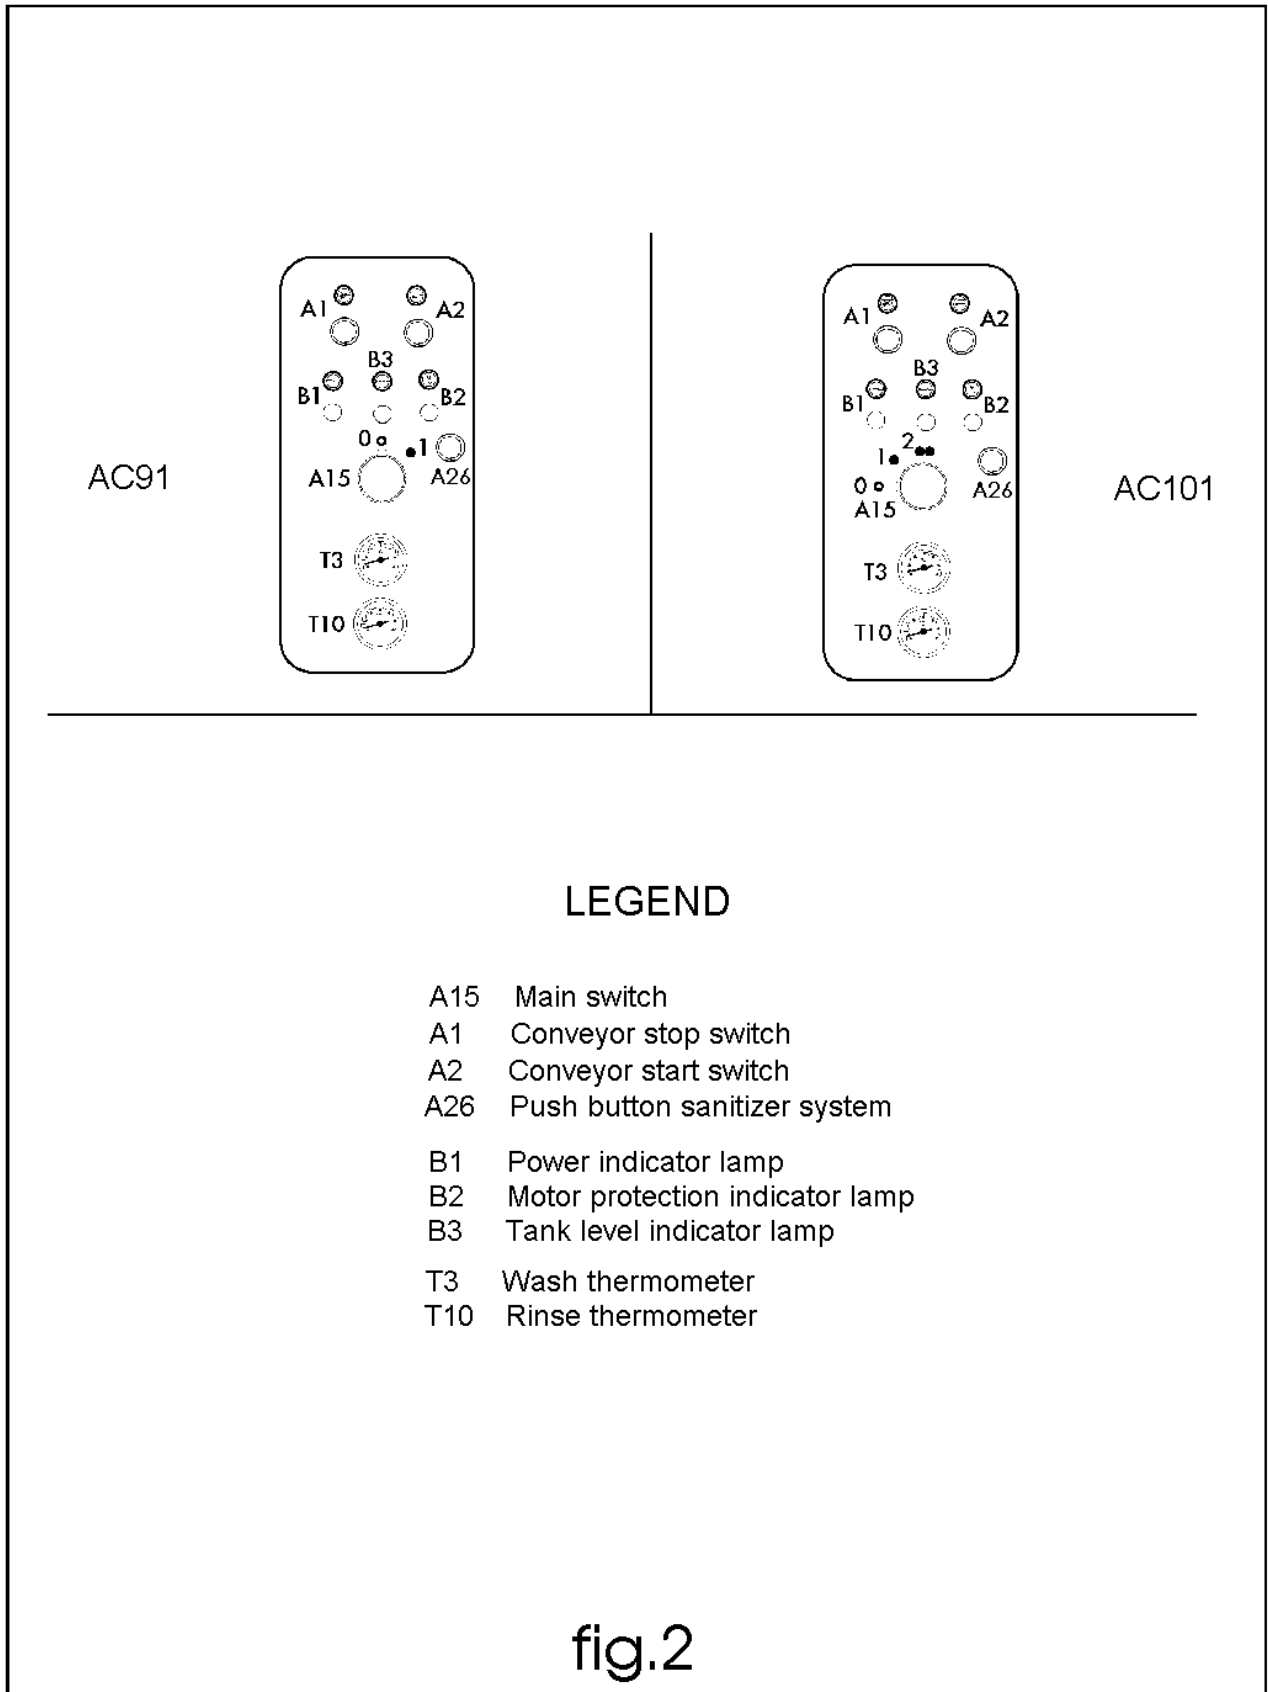 A1 A2
B3
B1 B2
0 1
A15 A26
T3
T10
AC91
A1 A2
B3
B1 B2
2
1
0 A26
A15
T3
T10
AC101
LEGEND
A15 Main switch
A1 Conveyor stop switch
A2 Conveyor start switch
A26 Push button sanitizer system
B1 Power indicator lamp
B2 Motor protection indicator lamp
B3 Tank level indicator lamp
T3 Wash thermometer
T10 Rinse thermometer
fig.2